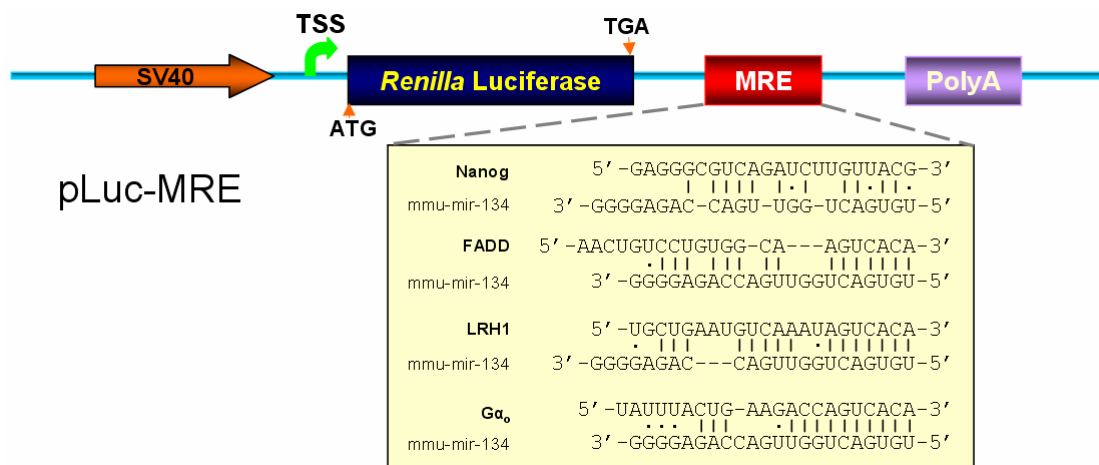 TSS
TGA
SV40
Renilla Luciferase
MRE
PolyA
ATG
pLuc-MRE
Nanog 5’-GAGGGCGUCAGAUCUUGUUACG-3’
mmu-mir-134 3’-GGGGAGAC-CAGU-UGG-UCAGUGU-5’
FADD 5’-AACUGUCCUGUGG-CA---AGUCACA-3’
mmu-mir-134 3’-GGGGAGACCAGUUGGUCAGUGU-5’
LRH1 5’-UGCUGAAUGUCAAAUAGUCACA-3’
mmu-mir-134 3’-GGGGAGAC---CAGUUGGUCAGUGU-5’
Gαo 5’-UAUUUACUG-AAGACCAGUCACA-3’
mmu-mir-134 3’-GGGGAGACCAGUUGGUCAGUGU-5’